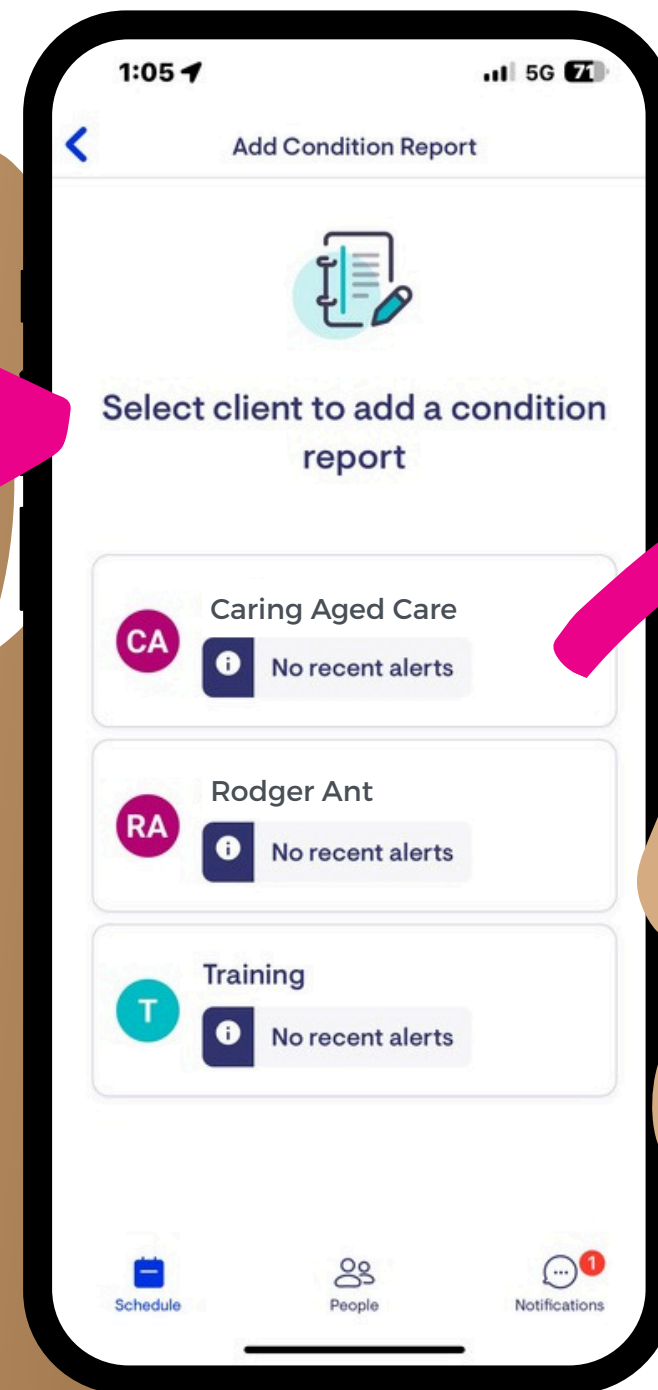 1:05 5G 71
Add Condition Report
Select client to add a condition
report
CA
Caring Aged Care
No recent alerts
RA
Rodger Ant
No recent alerts
T
Training
No recent alerts
1
Schedule People Notifications